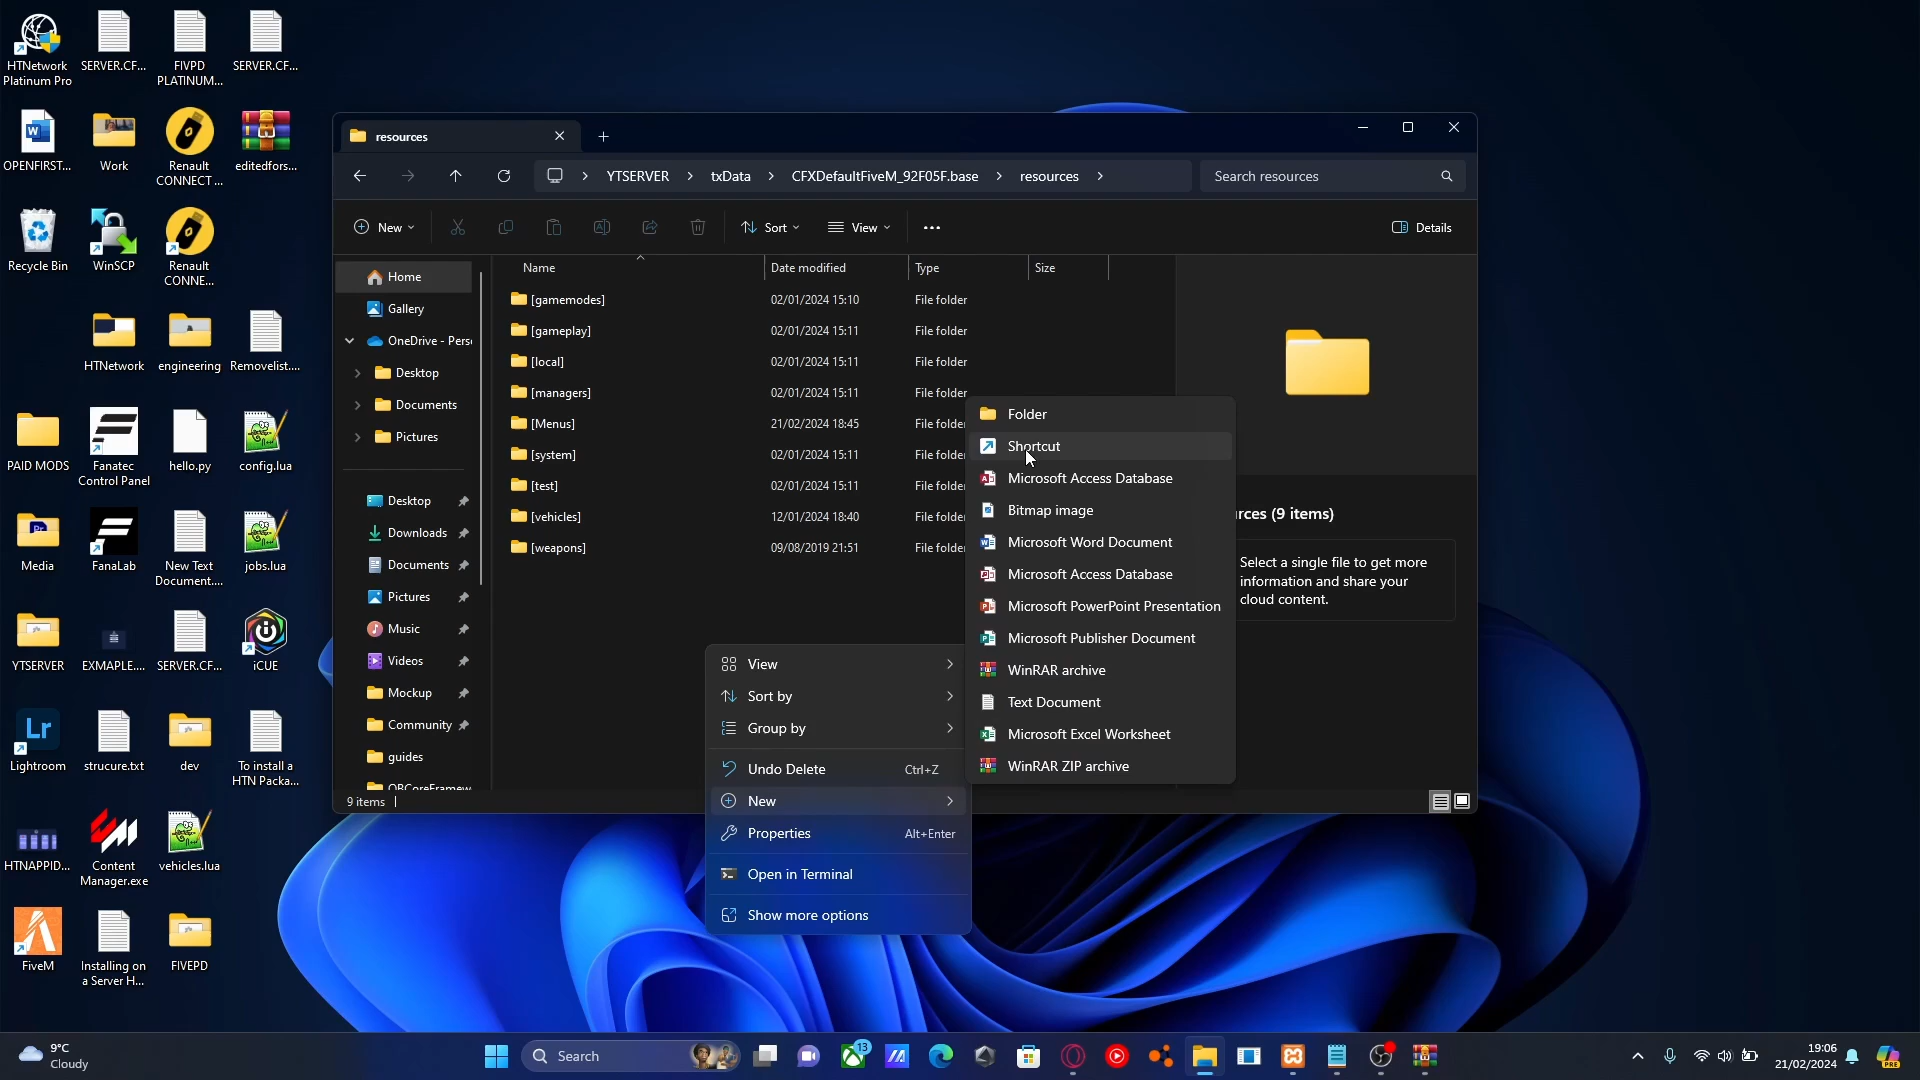 HTNetwork
Platinum Pro
SERVER.CF...
FIVPD
PLATINUM...
SERVER.CF...
OPENFIRST...
Work
Renault
CONNECT ...
editedfors...
Recycle Bin
WinSCP
Renault
CONNE...
HTNetwork
engineering
Removelist....
PAID MODS
Fanatec
Control Panel
hello.py
config.lua
Media
FanaLab
New Text
Document....
jobs.lua
YTSERVER
EXMAPLE....
SERVER.CF...
iCUE
Lightroom
strucure.txt
dev
To install a
HTN Packa...
HTNAPPID...
Content
Manager.exe
vehicles.lua
FiveM
Installing on
a Server H...
FIVEPD
resources
YTSERVER
txData
CFXDefaultFiveM_92F05F.base
resources
Search resources
New
Sort
View
Details
Home
Gallery
OneDrive - Pers
Desktop
Documents
Pictures
Desktop
Downloads
Documents
Pictures
Music
Videos
Mockup
Community
guides
QBCoreFramew
Name
Date modified
Type
Size
[gamemodes] 02/01/2024 15:10 File folder
[gameplay] 02/01/2024 15:11 File folder
[local] 02/01/2024 15:11 File folder
[managers] 02/01/2024 15:11 File folder
[Menus] 21/02/2024 18:45 File folder
[system] 02/01/2024 15:11 File folde
[test] 02/01/2024 15:11 File folde
[vehicles] 12/01/2024 18:40 File folde
[weapons] 09/08/2019 21:51 File folde
rces (9 items)
Select a single file to get more
information and share your
cloud content.
9 items
View
Sort by
Group by
Undo Delete Ctrl+Z
New
Properties Alt+Enter
Open in Terminal
Show more options
Folder
Shortcut
Microsoft Access Database
Bitmap image
Microsoft Word Document
Microsoft Access Database
Microsoft PowerPoint Presentation
Microsoft Publisher Document
WinRAR archive
Text Document
Microsoft Excel Worksheet
WinRAR ZIP archive
9°C
Cloudy
Search
13
19:06
21/02/2024
PRE